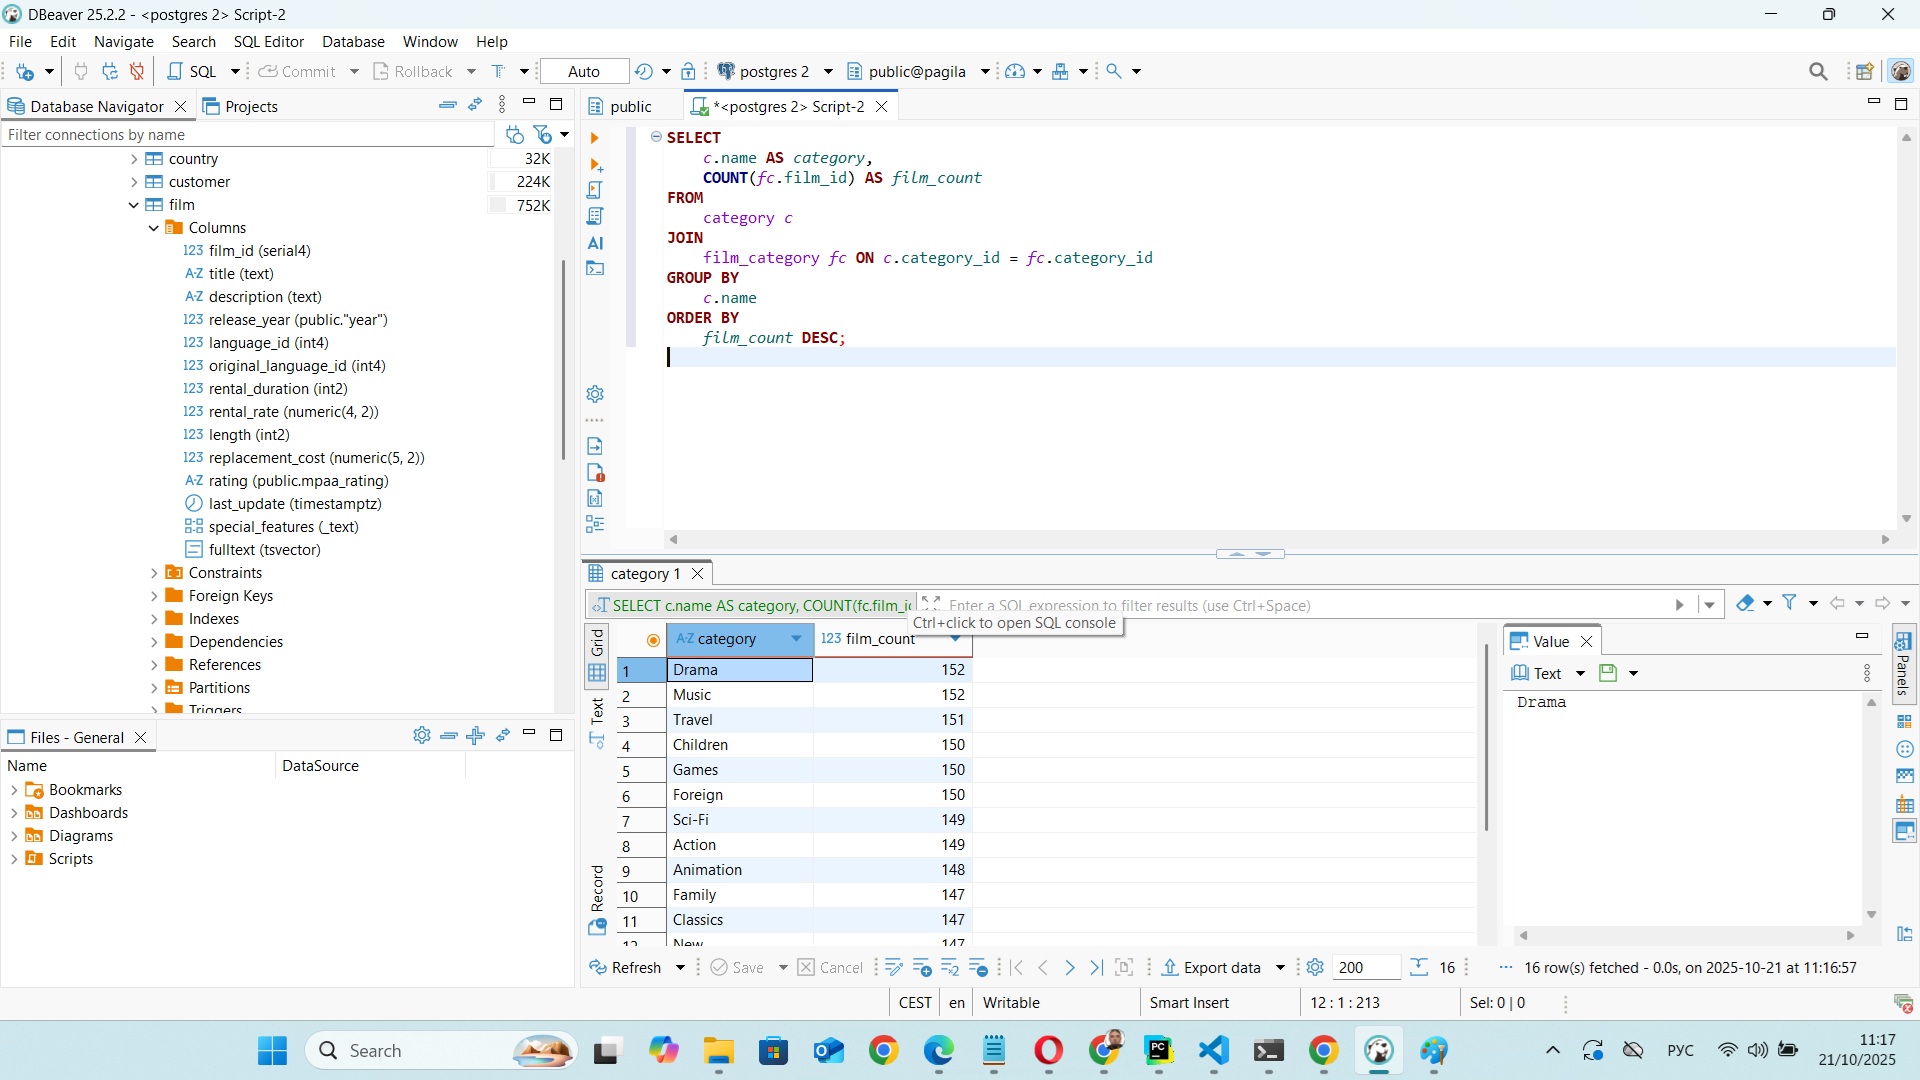 DBeaver 25.2.2 - <postgres 2> Script-2
File Edit Navigate Search SQL Editor Database Window Help
SQL Commit Rollback Auto postgres 2 public@pagila
Database Navigator Projects
Filter connections by name
country 32K
customer 224K
film 752K
Columns
123 film_id (serial4)
A-Z title (text)
A-Z description (text)
123 release_year (public."year")
123 language_id (int4)
123 original_language_id (int4)
123 rental_duration (int2)
123 rental_rate (numeric(4, 2))
123 length (int2)
123 replacement_cost (numeric(5, 2))
A-Z rating (public.mpaa_rating)
last_update (timestamptz)
special_features (_text)
fulltext (tsvector)
Constraints
Foreign Keys
Indexes
Dependencies
References
Partitions
Triggers
Files - General
Name DataSource
Bookmarks
Dashboards
Diagrams
Scripts
public *<postgres 2> Script-2
SELECT
c.name AS category,
COUNT(fc.film_id) AS film_count
FROM
category c
JOIN
film_category fc ON c.category_id = fc.category_id
GROUP BY
c.name
ORDER BY
film_count DESC;
AI
category 1
SELECT c.name AS category, COUNT(fc.film_i Enter a SQL expression to filter results (use Ctrl+Space)
Ctrl+click to open SQL console
Grid
Text
Record
A-Z category 123 film_count
1 Drama 152
2 Music 152
3 Travel 151
4 Children 150
5 Games 150
6 Foreign 150
7 Sci-Fi 149
8 Action 149
9 Animation 148
10 Family 147
11 Classics 147
12 New 147
Value
Text
Drama
Panels
Refresh Save Cancel Export data 200 16 16 row(s) fetched - 0.0s, on 2025-10-21 at 11:16:57
CEST en Writable Smart Insert 12 : 1 : 213 Sel: 0 | 0
Search
PC
РУС
11:17
21/10/2025